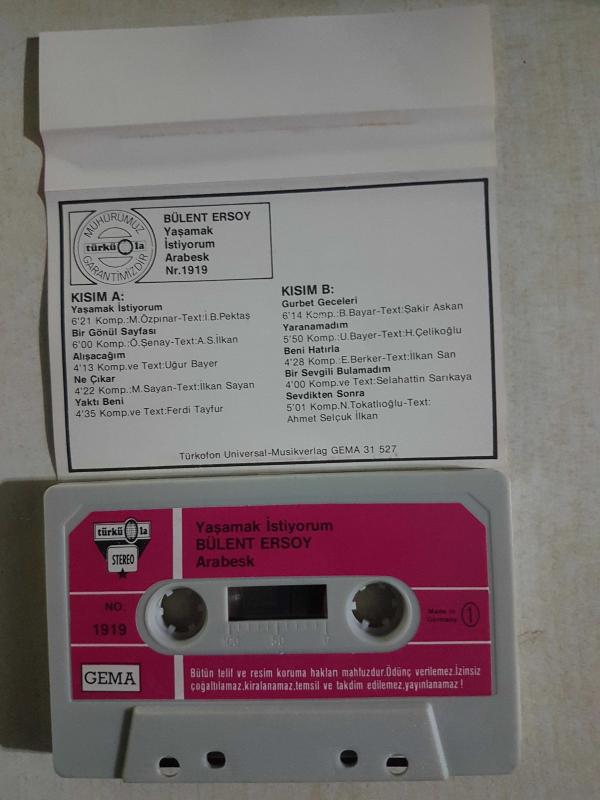 MÜHÜRÜMÜZ
türkü la
GARANTİMİZDİR
BÜLENT ERSOY
Yaşamak
İstiyorum
Arabesk
Nr.1919
KISIM A:
Yaşamak İstiyorum
6'21 Komp.:M.Özpınar-Text:İ.B.Pektaş
Bir Gönül Sayfası
6'00 Komp.:Ö.Şenay-Text:A.S.İlkan
Alışacağım
4'13 Komp.ve Text:Uğur Bayer
Ne Çıkar
4'22 Komp.:M.Sayan-Text:İlkan Sayan
Yaktı Beni
4'35 Komp.ve Text:Ferdi Tayfur
KISIM B:
Gurbet Geceleri
6'14 Komp.:B.Bayar-Text:Şakir Askan
Yaranamadım
5'50 Komp.:U.Bayer-Text:H.Çelikoğlu
Beni Hatırla
4'28 Komp.:E.Berker-Text:İlkan San
Bir Sevgili Bulamadım
4'00 Komp.ve Text:Selahattin Sarıkaya
Sevdikten Sonra
5'01 Komp.N.Tokatlıoğlu-Text:
Ahmet Selçuk İlkan
Türkofon Universal-Musikverlag GEMA 31 527
türkü la
STEREO
Yaşamak İstiyorum
BÜLENT ERSOY
Arabesk
NO:
1919
100 50 7
Made in
Germany
1
GEMA
Bütün telif ve resim koruma hakları mahfuzdur.Ödünç verilemez.İzinsiz
çoğaltılamaz,kiralanamaz,temsil ve takdim edilemez,yayınlanamaz!